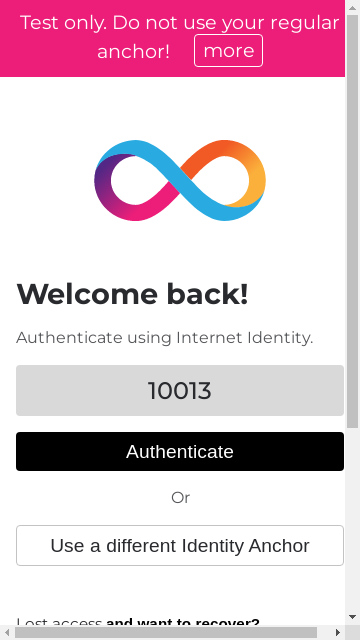 Test only. Do not use your regular
anchor! more
Welcome back!
Authenticate using Internet Identity.
10013
Authenticate
Or
Use a different Identity Anchor
Lost access and want to recover?